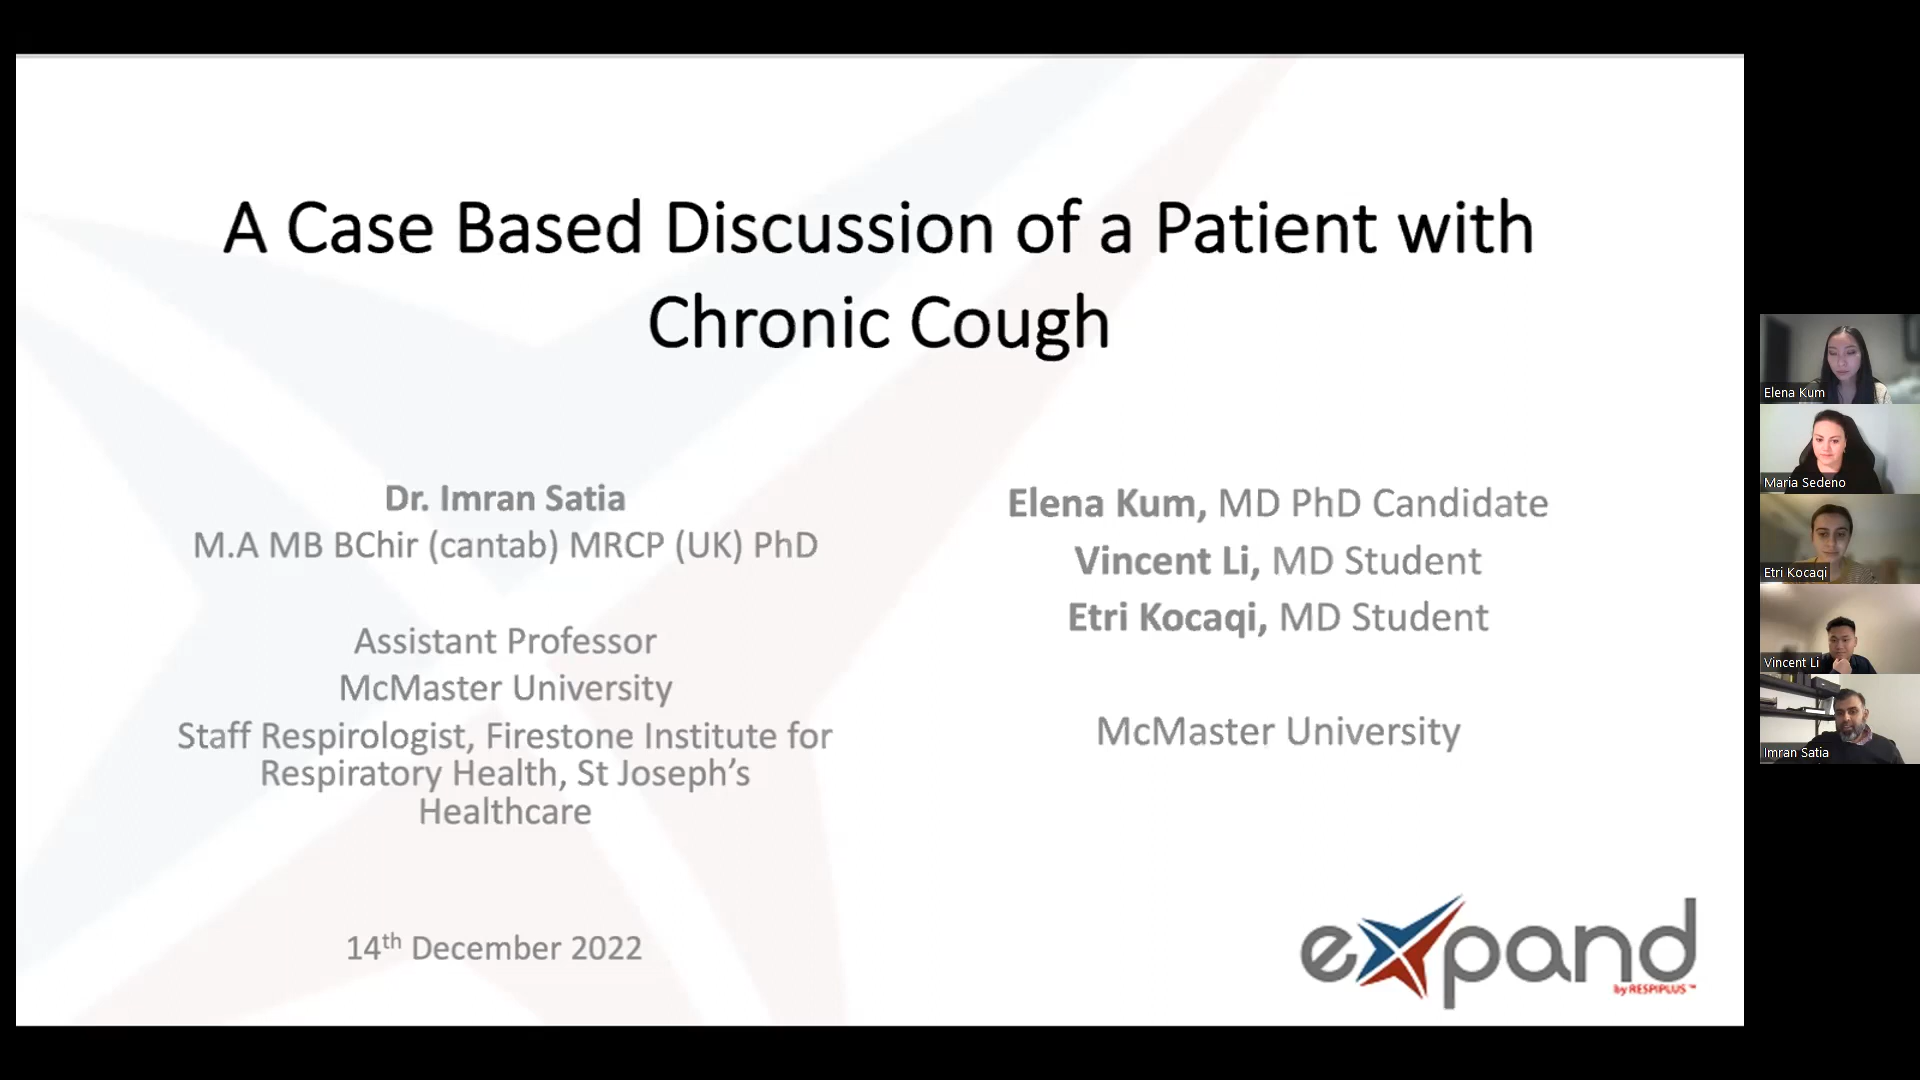 A Case Based Discussion of a Patient with
Chronic Cough
Dr. Imran Satia
M.A MB BChir (cantab) MRCP (UK) PhD
Assistant Professor
McMaster University
Staff Respirologist, Firestone Institute for
Respiratory Health, St Joseph’s
Healthcare
14th December 2022
Elena Kum, MD PhD Candidate
Vincent Li, MD Student
Etri Kocaqi, MD Student
McMaster University
expand
by RESPIPLUS™
Elena Kum
Maria Sedeno
Etri Kocaqi
Vincent Li
Imran Satia